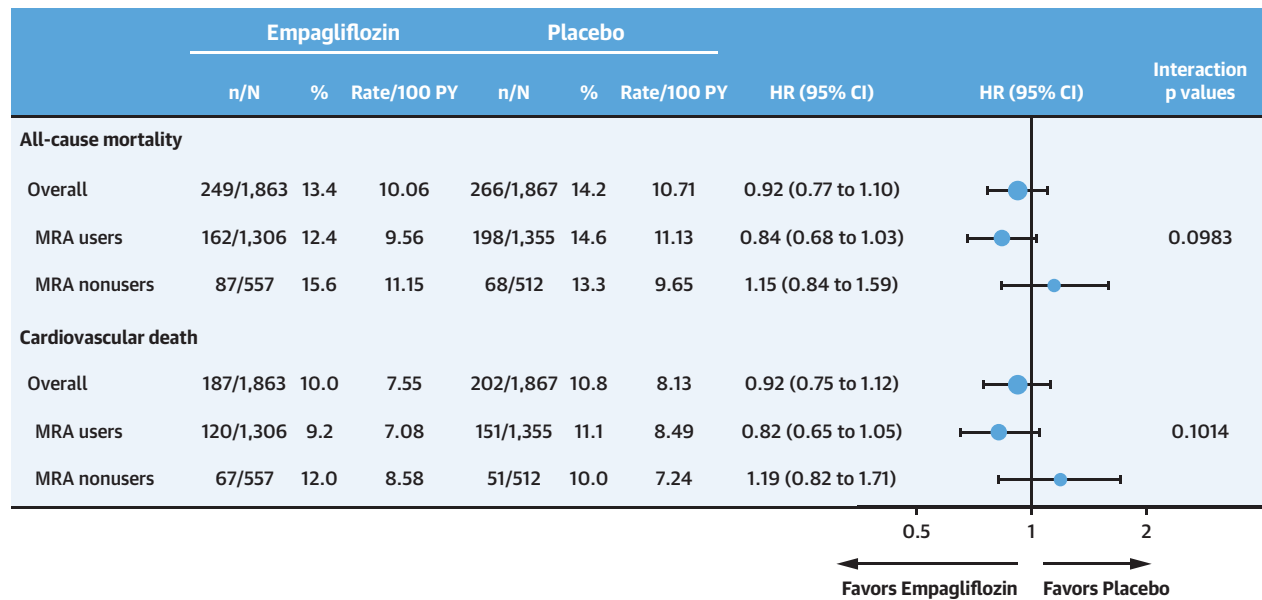 Empagliflozin Placebo
n/N % Rate/100 PY n/N % Rate/100 PY HR (95% CI) HR (95% CI) Interaction p values
All-cause mortality
Overall 249/1,863 13.4 10.06 266/1,867 14.2 10.71 0.92 (0.77 to 1.10)
MRA users 162/1,306 12.4 9.56 198/1,355 14.6 11.13 0.84 (0.68 to 1.03) 0.0983
MRA nonusers 87/557 15.6 11.15 68/512 13.3 9.65 1.15 (0.84 to 1.59)
Cardiovascular death
Overall 187/1,863 10.0 7.55 202/1,867 10.8 8.13 0.92 (0.75 to 1.12)
MRA users 120/1,306 9.2 7.08 151/1,355 11.1 8.49 0.82 (0.65 to 1.05) 0.1014
MRA nonusers 67/557 12.0 8.58 51/512 10.0 7.24 1.19 (0.82 to 1.71)
0.5 1 2
Favors Empagliflozin Favors Placebo